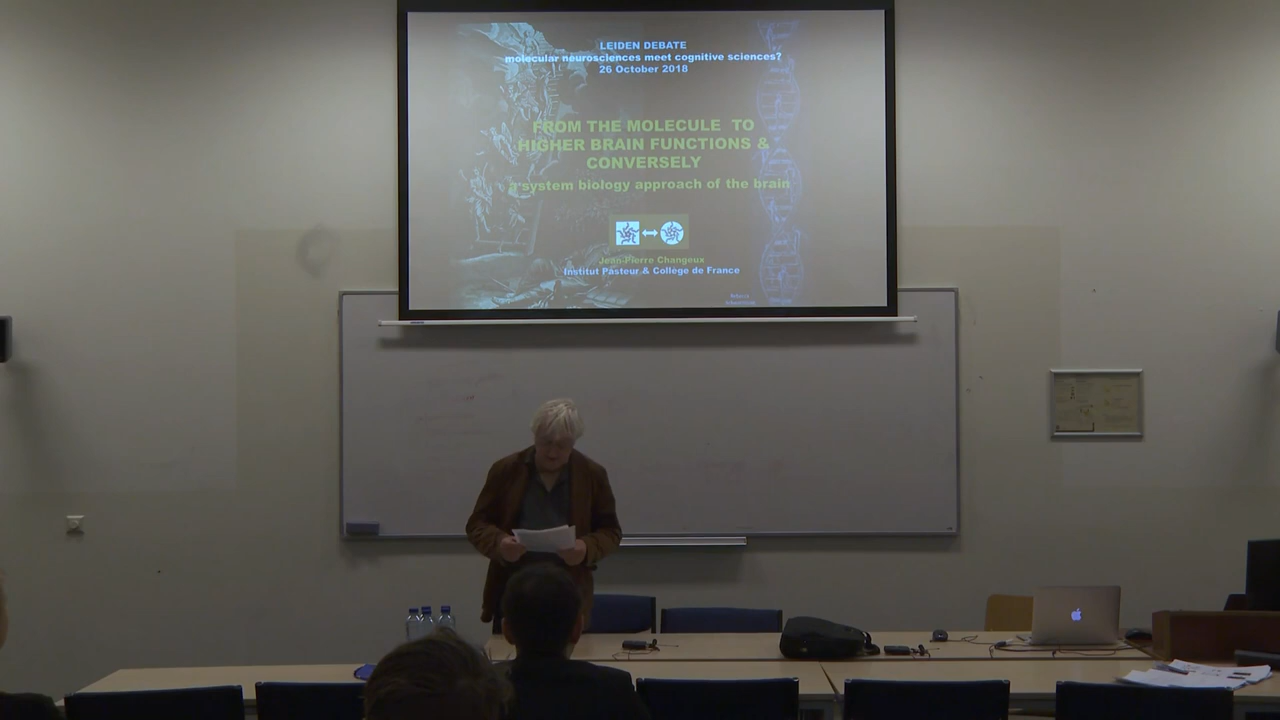 LEIDEN DEBATE
molecular neurosciences meet cognitive sciences?
26 October 2018
FROM THE MOLECULE TO
HIGHER BRAIN FUNCTIONS &
CONVERSELY
a system biology approach of the brain
Jean-Pierre Changeux
Institut Pasteur & Collège de France